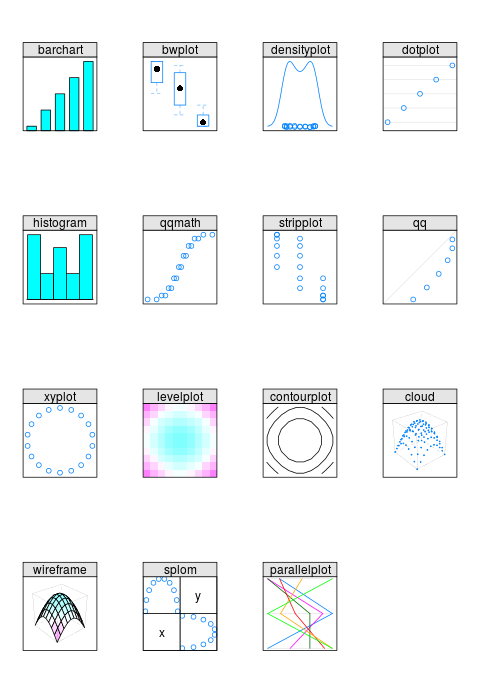 barchart bwplot densityplot dotplot
histogram qqmath stripplot qq
xyplot levelplot contourplot cloud
wireframe splom parallelplot
y
x